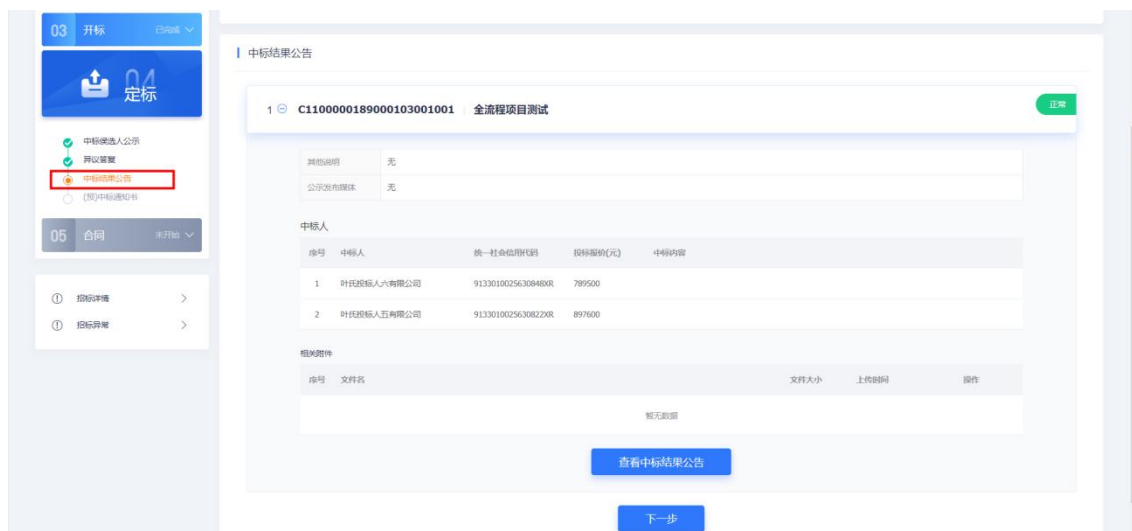 03 开标 已完成
04
定标
中标候选人公示
异议答复
中标结果公告
(预)中标通知书
05 合同 未开始
招标详情
招标异常
中标结果公告
1 C1100000189000103001001 全流程项目测试 正常
其他说明 无
公示发布媒体 无
中标人
序号 中标人 统一社会信用代码 投标报价(元) 中标内容
1 叶氏投标人六有限公司 9133010025630848XR 789500
2 叶氏投标人五有限公司 9133010025630822XR 897600
相关附件
序号 文件名 文件大小 上传时间 操作
暂无数据
查看中标结果公告
下一步